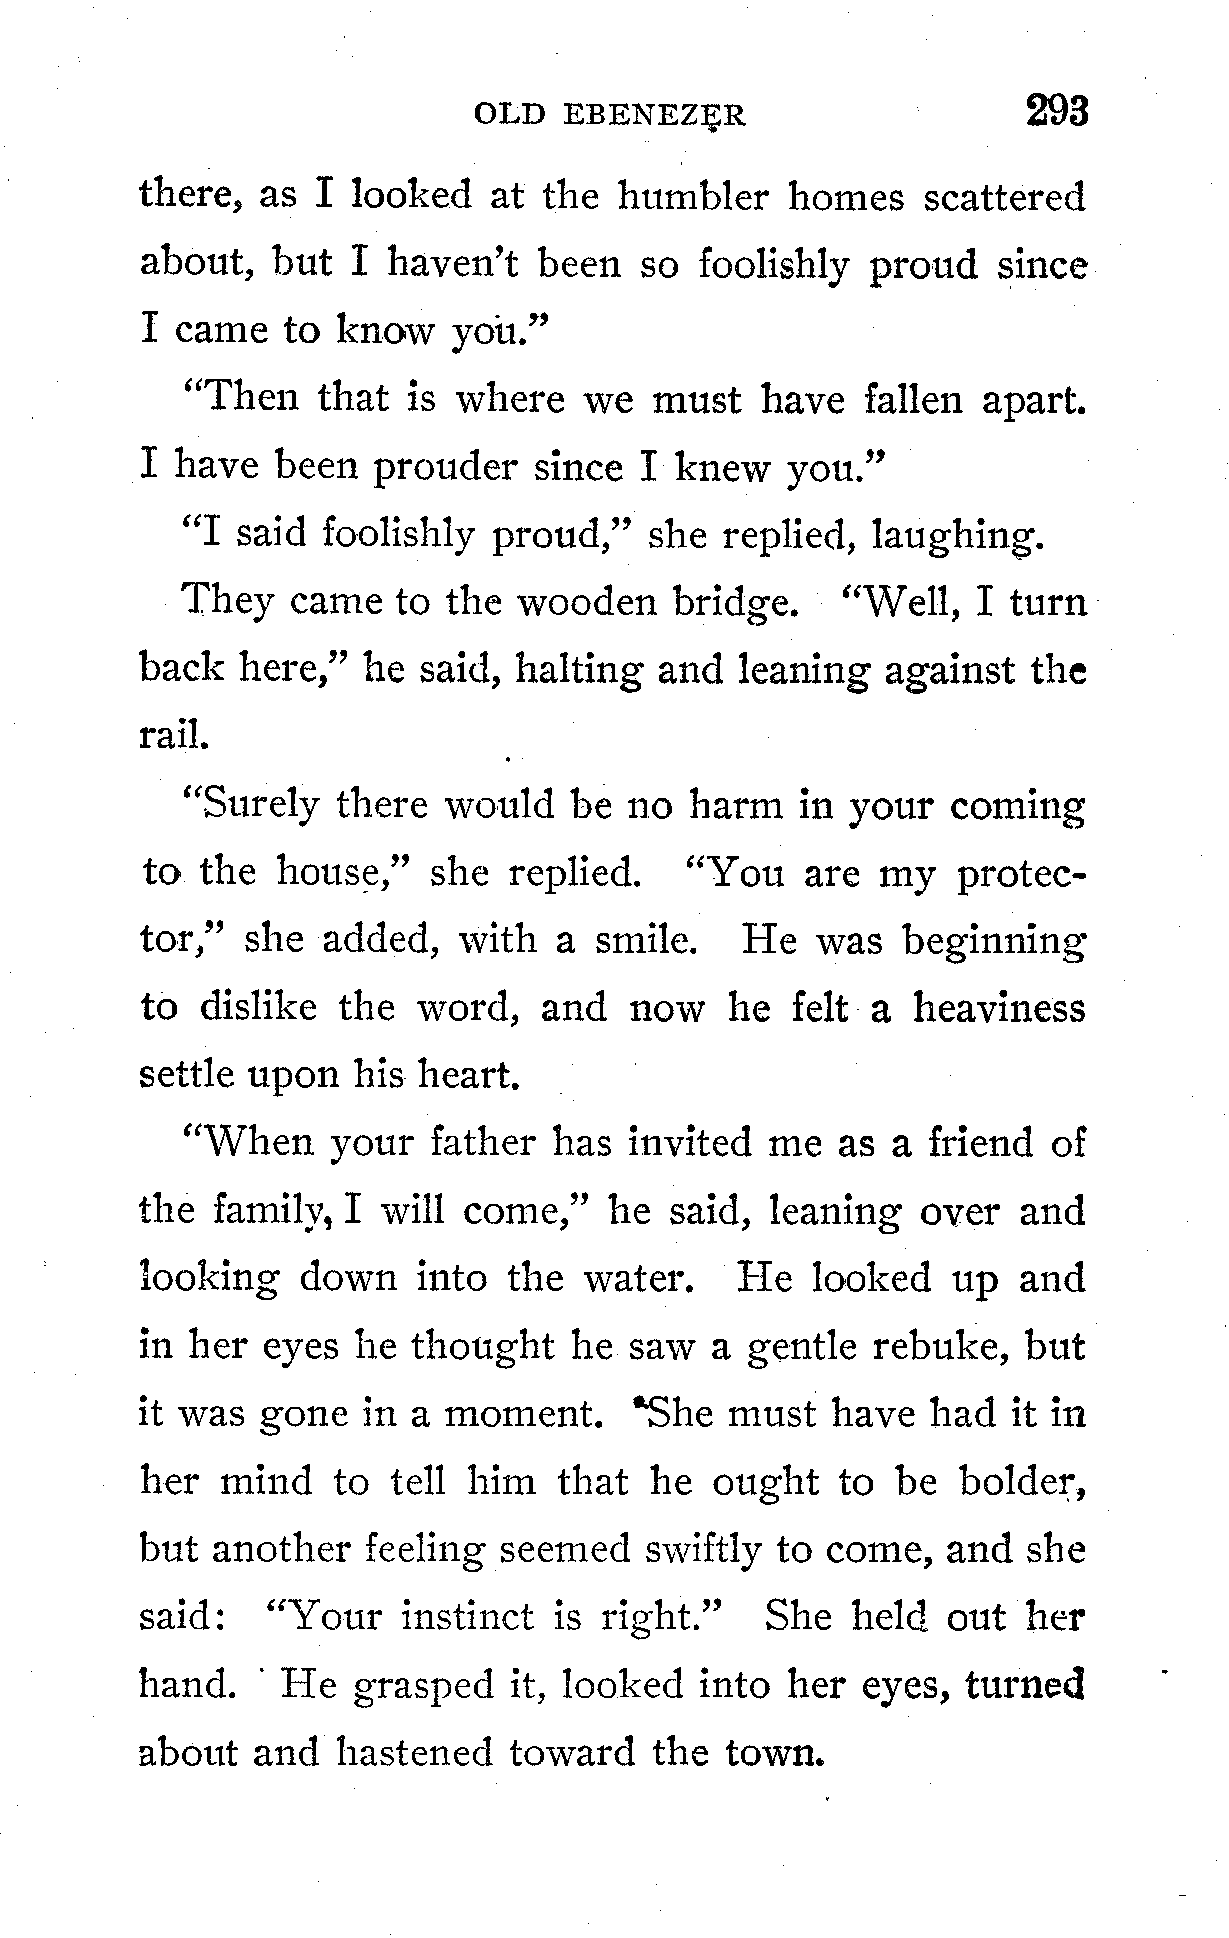 OLD EBENEZER 293
there, as I looked at the humbler homes scattered
about, but I haven't been so foolishly proud since
I came to know you."
"Then that is where we must have fallen apart.
I have been prouder since I knew you."
"I said foolishly proud," she replied, laughing.
They came to the wooden bridge. "Well, I turn
back here," he said, halting and leaning against the
rail.
"Surely there would be no harm in your coming
to the house," she replied. "You are my protec-
tor," she added, with a smile. He was beginning
to dislike the word, and now he felt a heaviness
settle upon his heart.
"When your father has invited me as a friend of
the family, I will come," he said, leaning over and
looking down into the water. He looked up and
in her eyes he thought he saw a gentle rebuke, but
it was gone in a moment. She must have had it in
her mind to tell him that he ought to be bolder,
but another feeling seemed swiftly to come, and she
said: "Your instinct is right." She held out her
hand. He grasped it, looked into her eyes, turned
about and hastened toward the town.